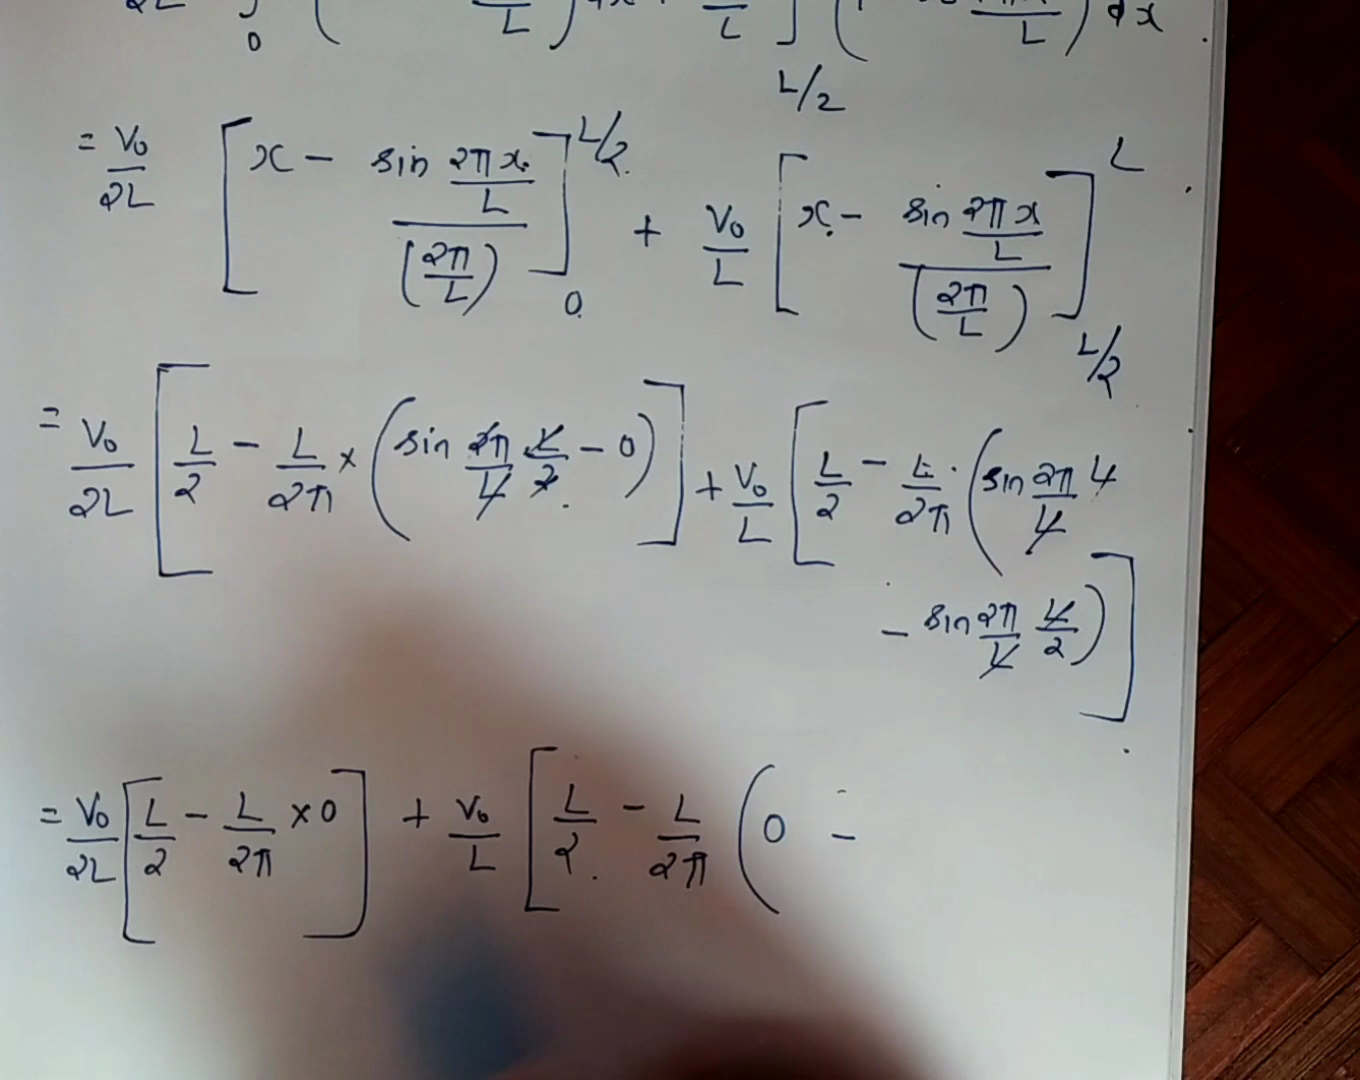 = V₀/2L [x - sin 2πx/L / (2π/L)]₀^L/2 + V₀/L [x - sin 2πx/L / (2π/L)]_L/2^L
= V₀/2L [L/2 - L/2π × (sin 2π/L L/2 - 0)] + V₀/L [L/2 - L/2π (sin 2π/L L
- sin 2π/L L/2)]
= V₀/2L [L/2 - L/2π × 0] + V₀/L [L/2 - L/2π (0 -